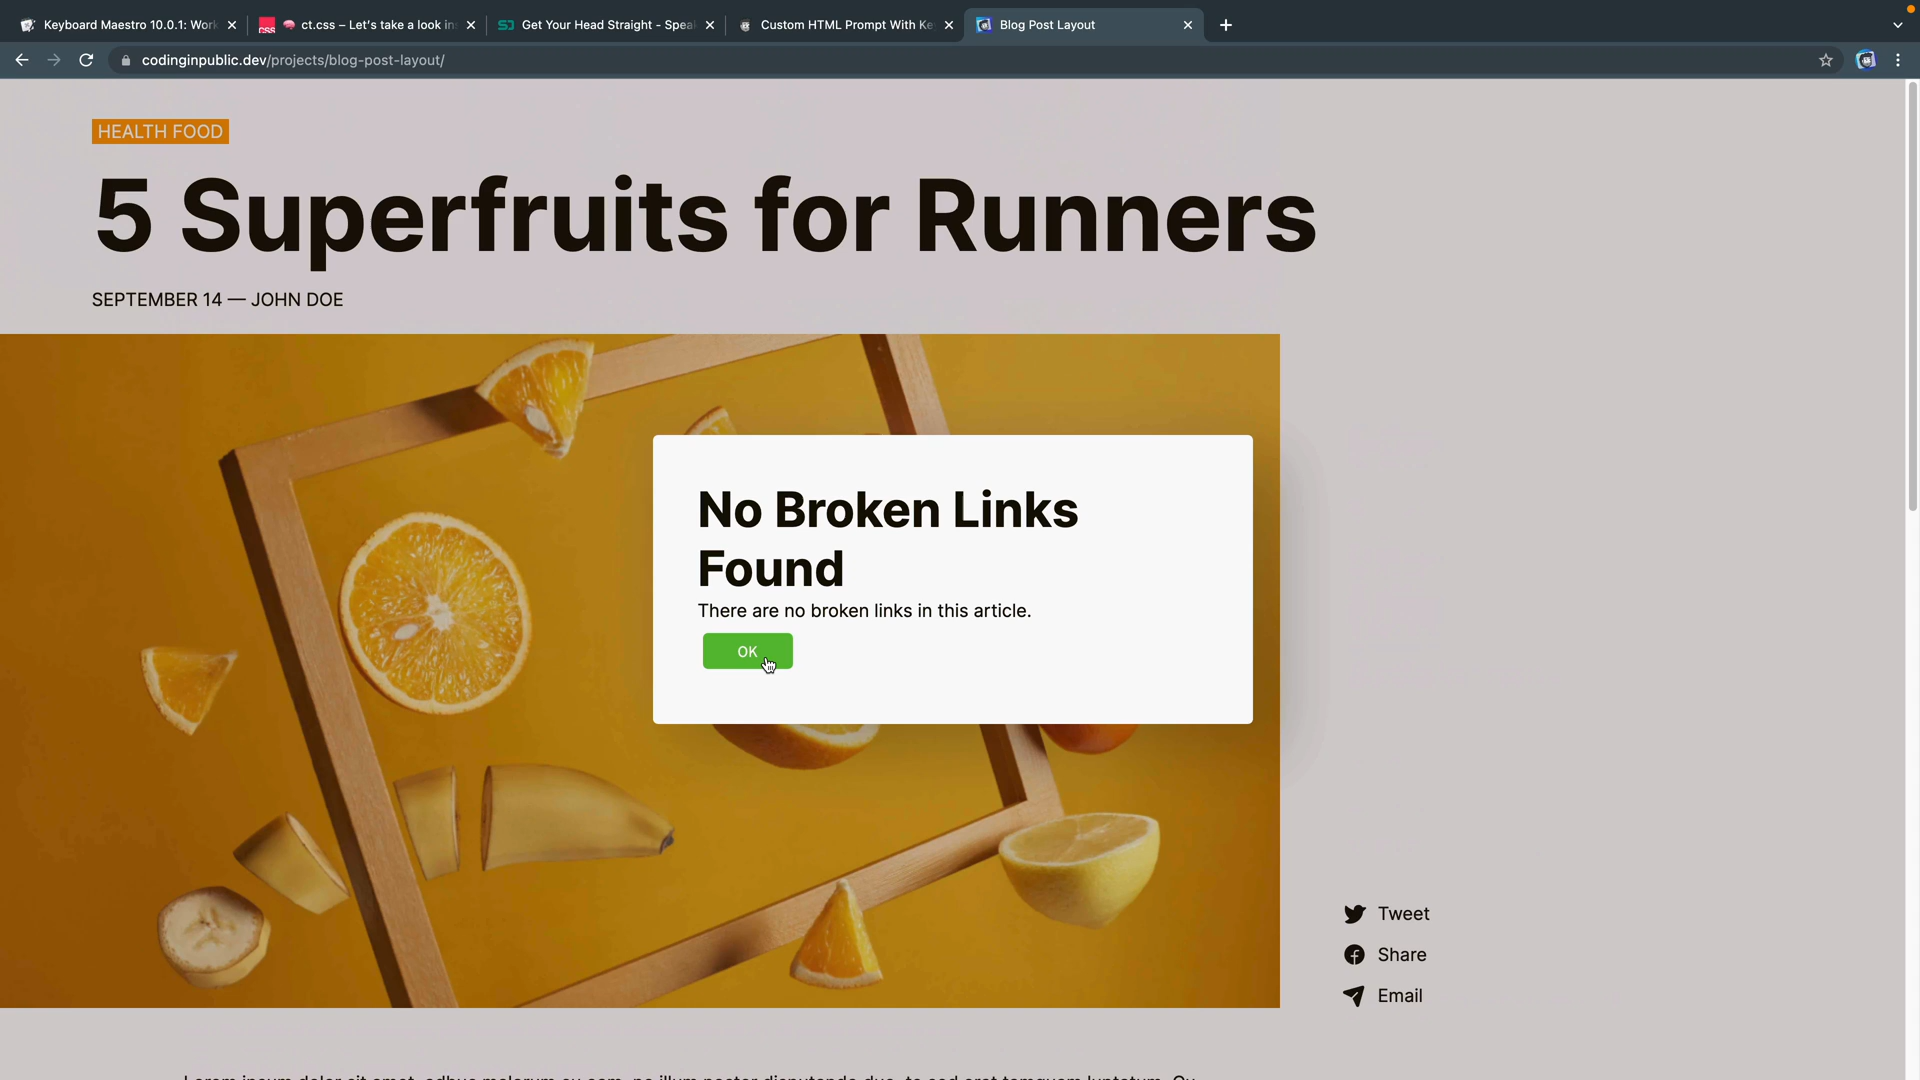 Keyboard Maestro 10.0.1: Work
ct.css – Let's take a look in
Get Your Head Straight - Spea
Custom HTML Prompt With Ke
Blog Post Layout
codinginpublic.dev/projects/blog-post-layout/
HEALTH FOOD
5 Superfruits for Runners
SEPTEMBER 14 — JOHN DOE
No Broken Links
Found
There are no broken links in this article.
OK
Tweet
Share
Email